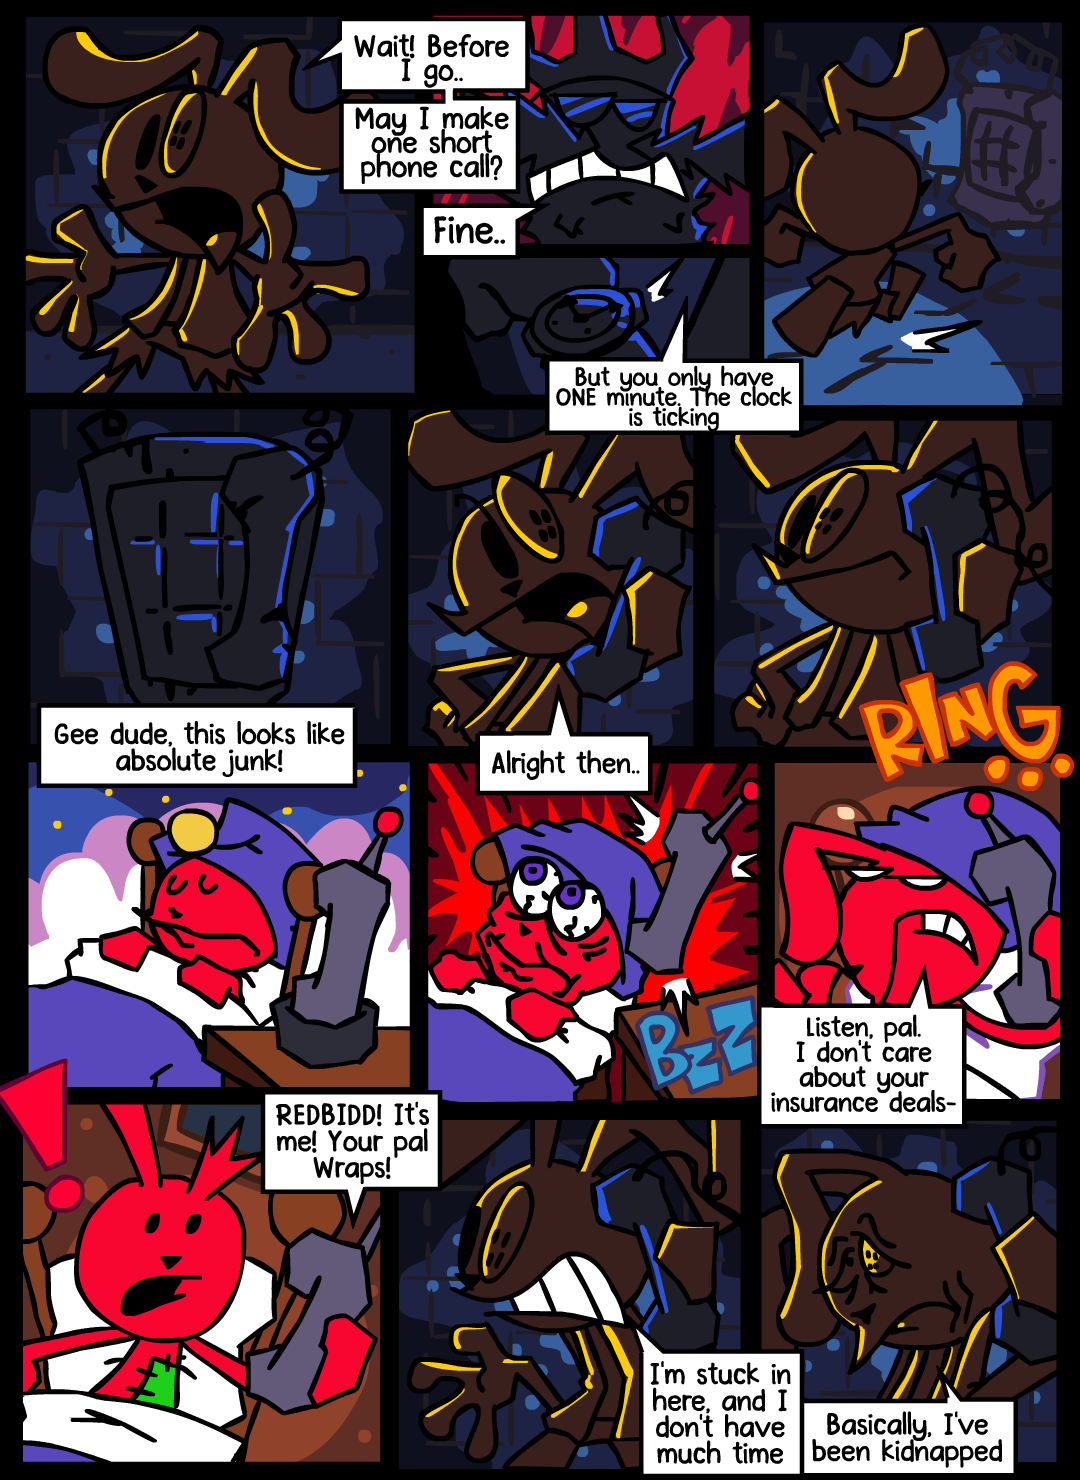 Wait! Before
I go..
May I make
one short
phone call?
Fine..
But you only have
ONE minute. The clock
is ticking
Gee dude, this looks like
absolute junk!
Alright then..
RING...
BZZZ
Listen, pal.
I don't care
about your
insurance deals-
!
REDBIDD! It's
me! Your pal
Wraps!
I'm stuck in
here, and I
don't have
much time
Basically, I've
been kidnapped